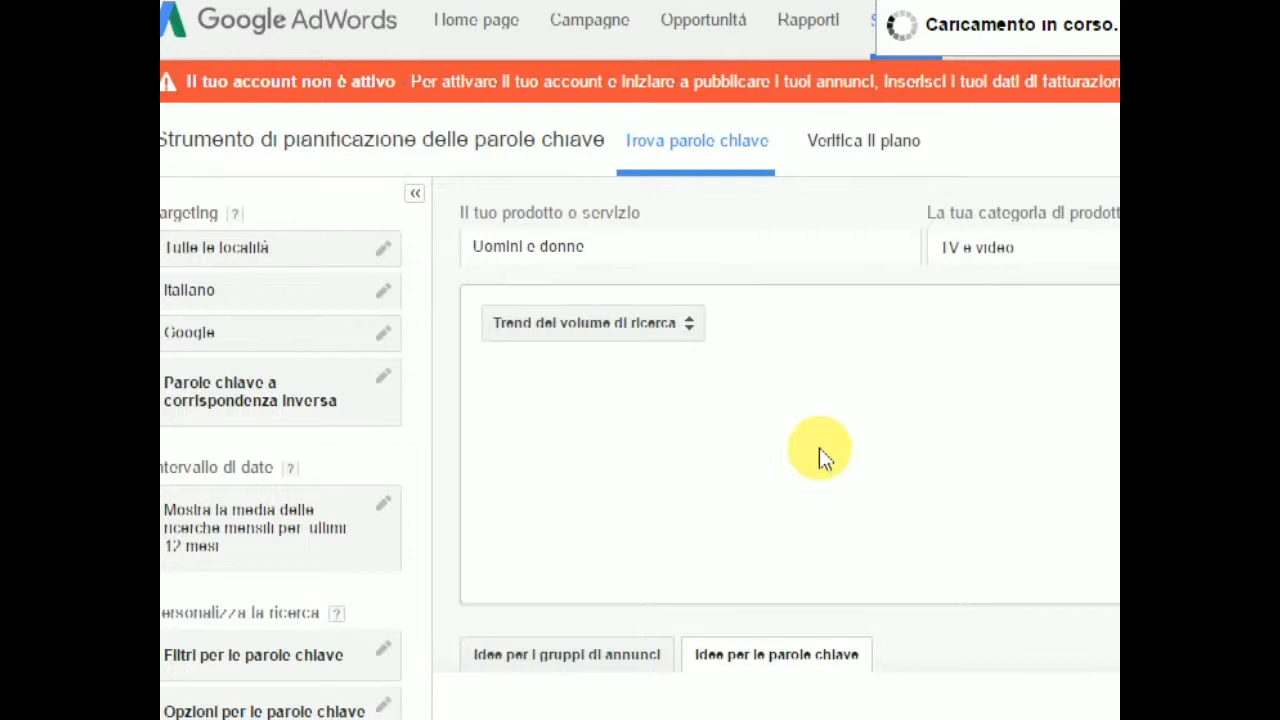 Google AdWords Home page Campagne Opportunità Rapporti Caricamento in corso.
Il tuo account non è attivo Per attivare il tuo account e iniziare a pubblicare i tuoi annunci, inserisci i tuoi dati di fatturazion
Strumento di pianificazione delle parole chiave Trova parole chiave Verifica il piano
«
argeting ? Il tuo prodotto o servizio La tua categoria di prodott
Tutte le località Uomini e donne TV e video
Italiano
Google Trend del volume di ricerca
Parole chiave a
corrispondenza inversa
ntervallo di date ?
Mostra la media delle
ricerche mensili per ultimi
12 mesi
ersonalizza la ricerca ?
Filtri per le parole chiave Idee per i gruppi di annunci Idee per le parole chiave
Opzioni per le parole chiave